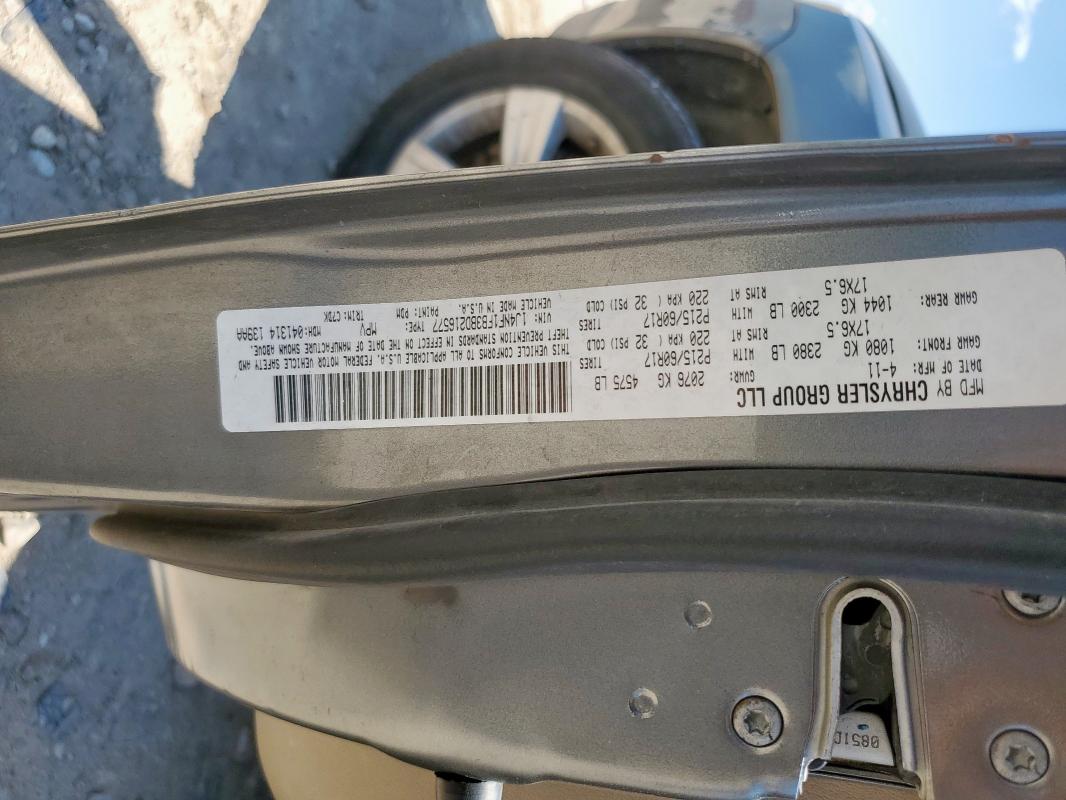 MFD BY CHRYSLER GROUP LLC
DATE OF MFR: 4-11 GVWR: 2076 KG 4575 LB
GAWR FRONT: WITH TIRES
1080 KG 2380 LB P215/60R17
RIMS AT
17X6.5 220 KPA ( 32 PSI) COLD
GAWR REAR: WITH TIRES
1044 KG 2300 LB P215/60R17
RIMS AT
17X6.5 220 KPA ( 32 PSI) COLD
THIS VEHICLE CONFORMS TO ALL APPLICABLE U.S.A. FEDERAL MOTOR VEHICLE SAFETY AND
THEFT PREVENTION STANDARDS IN EFFECT ON THE DATE OF MANUFACTURE SHOWN ABOVE.
VIN: 1J4NF1FB3BD216577 TYPE: MPV MDH:041314 139AA
PAINT: PDM TRIM: C7DK
VEHICLE MADE IN U.S.A.
0851C